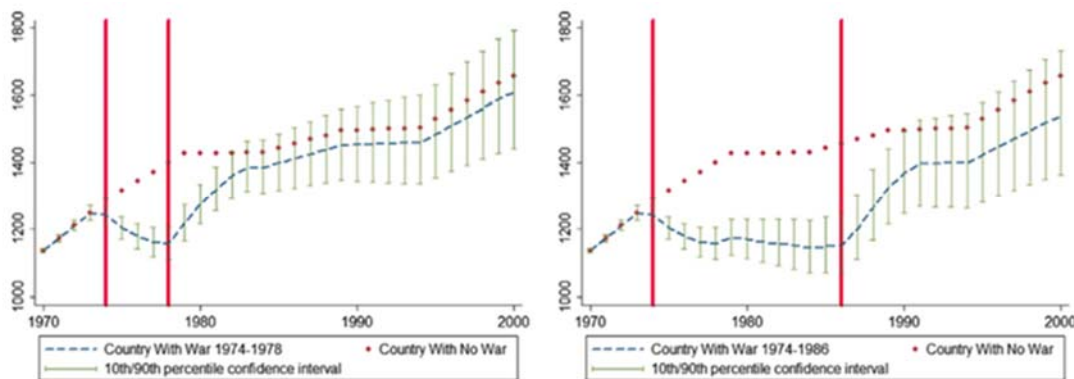 1800
1600
1400
1200
1000
1970 1980 1990 2000
Country With War 1974-1978 Country With No War
10th/90th percentile confidence interval
1800
1600
1400
1200
1000
1970 1980 1990 2000
Country With War 1974-1986 Country With No War
10th/90th percentile confidence interval